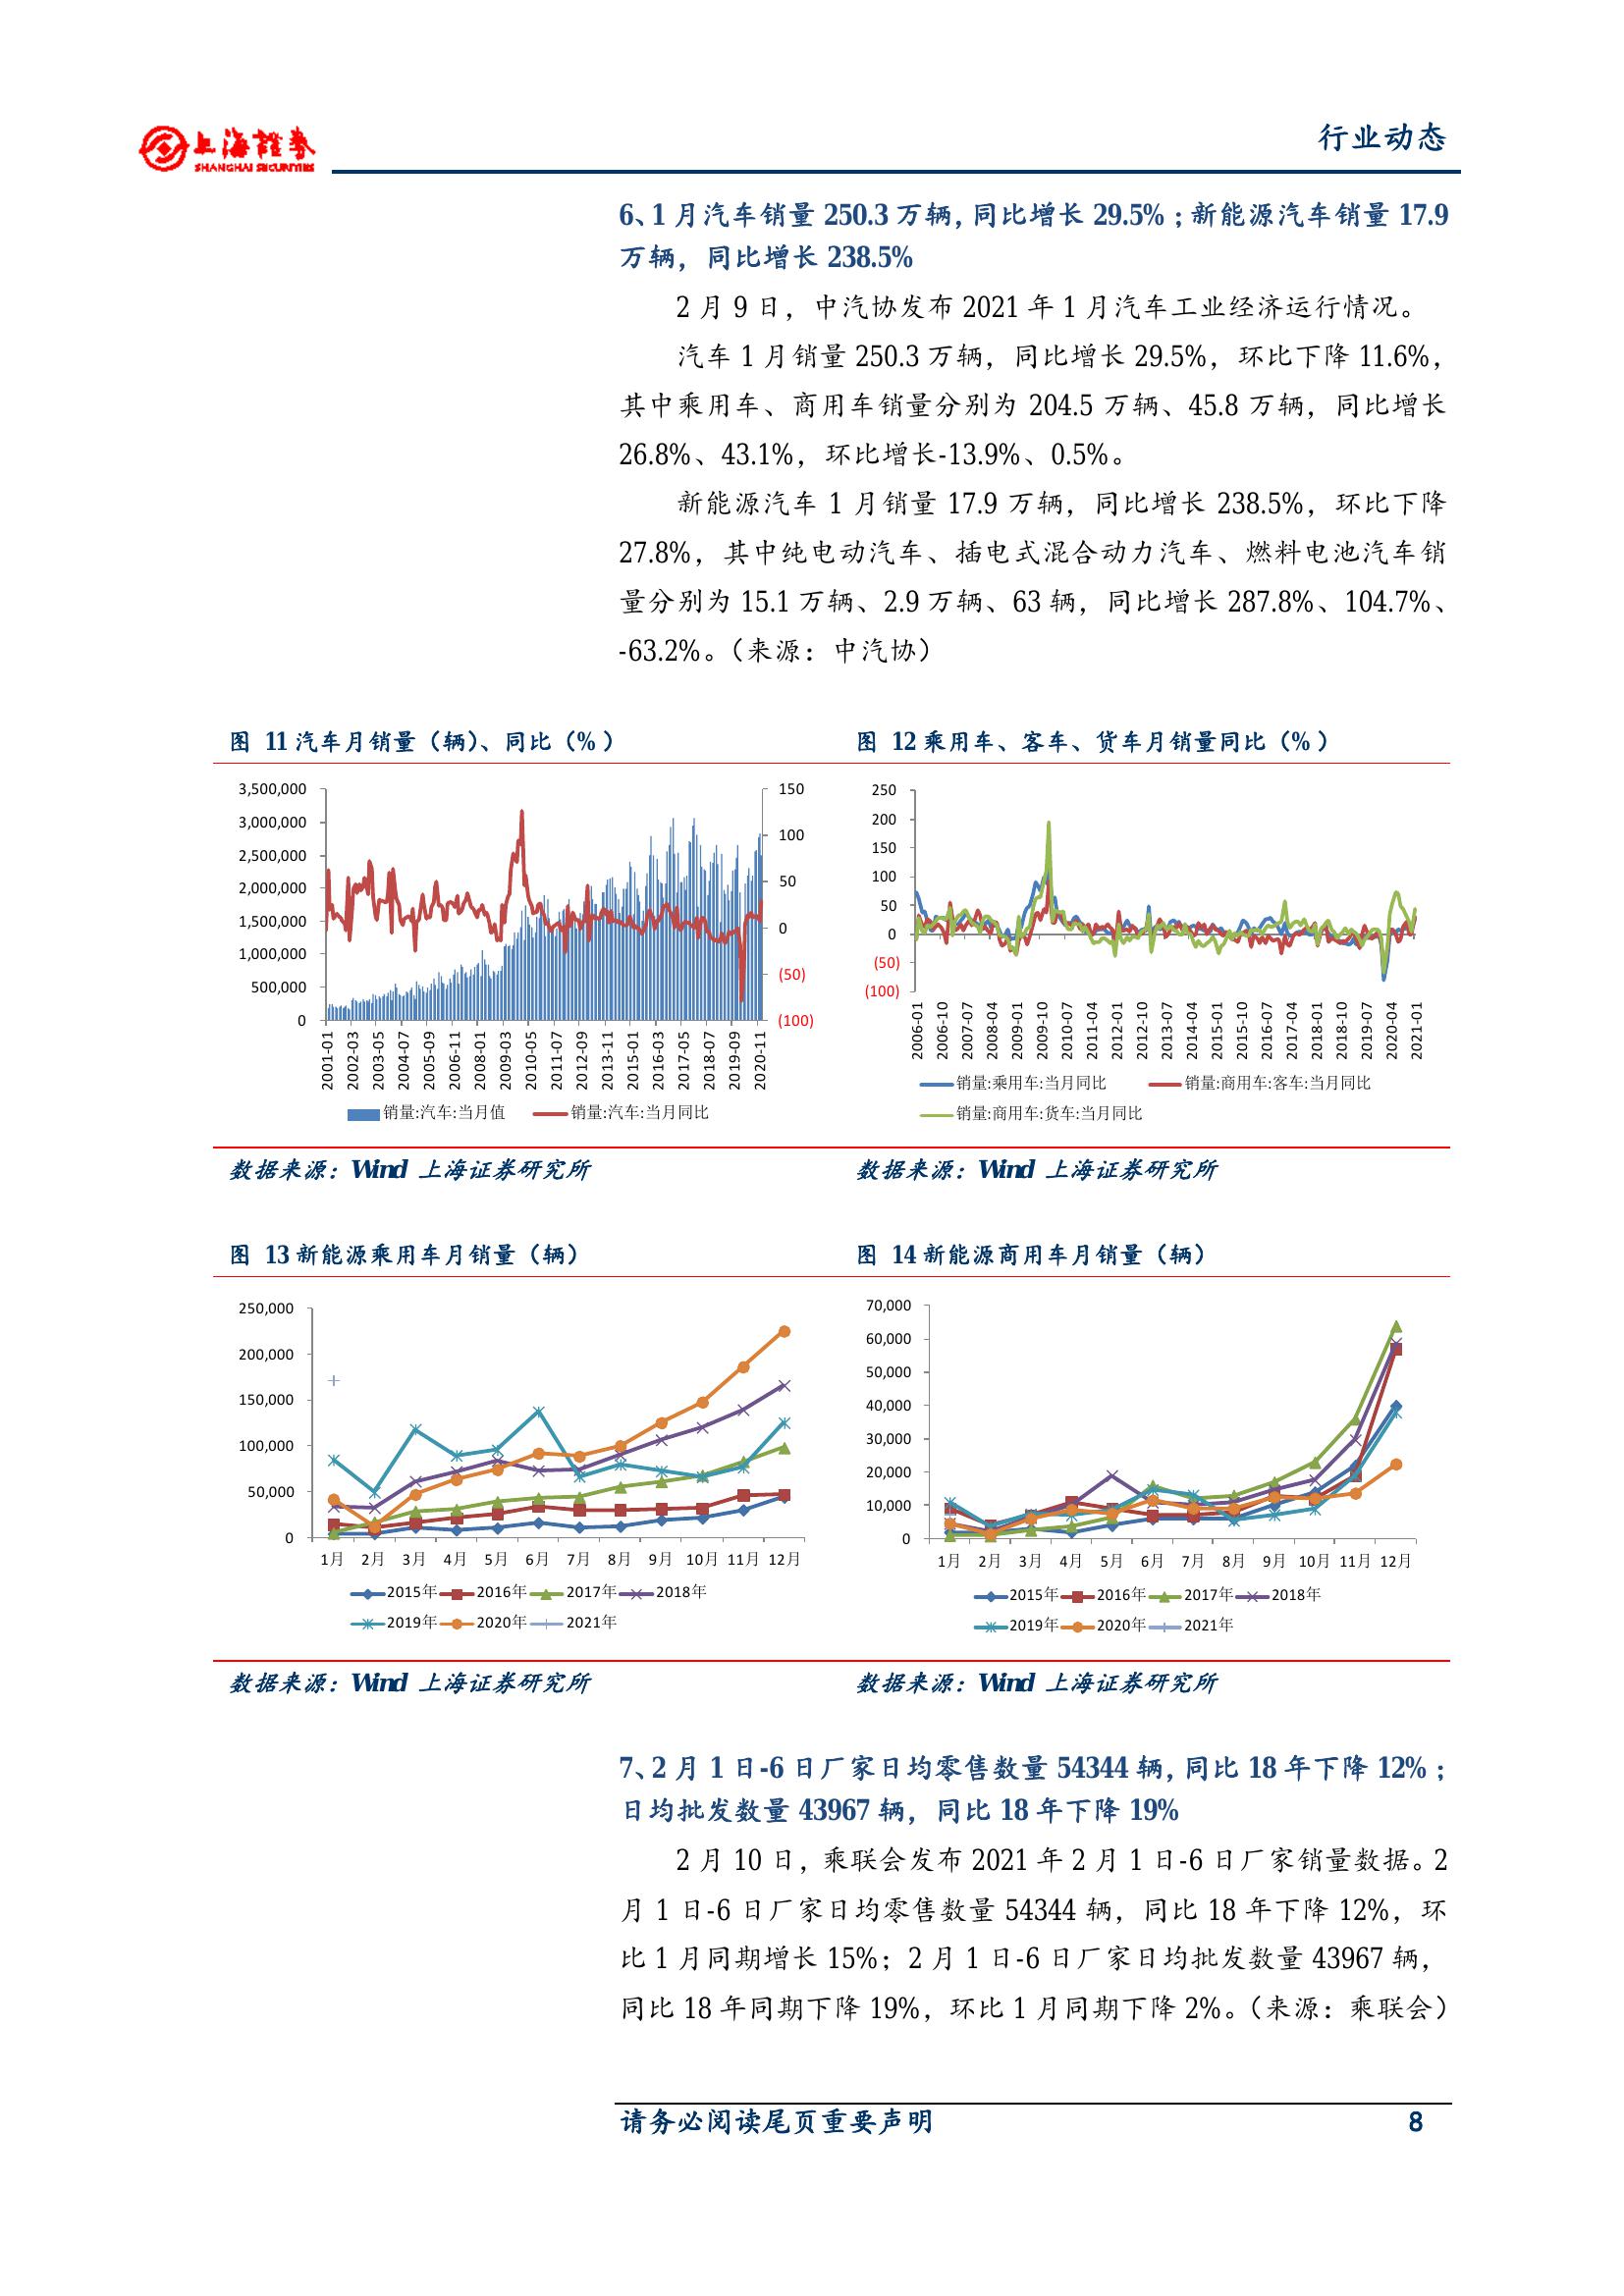 上海證券
SHANGHAI SECURITIES
行业动态
6、1 月汽车销量 250.3 万辆，同比增长 29.5%；新能源汽车销量 17.9
万辆，同比增长 238.5%
2 月 9 日，中汽协发布 2021 年 1 月汽车工业经济运行情况。
汽车 1 月销量 250.3 万辆，同比增长 29.5%，环比下降 11.6%，
其中乘用车、商用车销量分别为 204.5 万辆、45.8 万辆，同比增长
26.8%、43.1%，环比增长-13.9%、0.5%。
新能源汽车 1 月销量 17.9 万辆，同比增长 238.5%，环比下降
27.8%，其中纯电动汽车、插电式混合动力汽车、燃料电池汽车销
量分别为 15.1 万辆、2.9 万辆、63 辆，同比增长 287.8%、104.7%、
-63.2%。（来源：中汽协）
图 11 汽车月销量（辆）、同比（%）
3,500,000
3,000,000
2,500,000
2,000,000
1,500,000
1,000,000
500,000
0
150
100
50
0
(50)
(100)
2001-01 2002-03 2003-05 2004-07 2005-09 2006-11 2008-01 2009-03 2010-05 2011-07 2012-09 2013-11 2015-01 2016-03 2017-05 2018-07 2019-09 2020-11
销量:汽车:当月值 销量:汽车:当月同比
图 12 乘用车、客车、货车月销量同比（%）
250
200
150
100
50
0
(50)
(100)
2006-01 2006-10 2007-07 2008-04 2009-01 2009-10 2010-07 2011-04 2012-01 2012-10 2013-07 2014-04 2015-01 2015-10 2016-07 2017-04 2018-01 2018-10 2019-07 2020-04 2021-01
销量:乘用车:当月同比 销量:商用车:客车:当月同比
销量:商用车:货车:当月同比
数据来源：Wind 上海证券研究所
数据来源：Wind 上海证券研究所
图 13 新能源乘用车月销量（辆）
250,000
200,000
150,000
100,000
50,000
0
1月 2月 3月 4月 5月 6月 7月 8月 9月 10月 11月 12月
2015年 2016年 2017年 2018年
2019年 2020年 2021年
图 14 新能源商用车月销量（辆）
70,000
60,000
50,000
40,000
30,000
20,000
10,000
0
1月 2月 3月 4月 5月 6月 7月 8月 9月 10月 11月 12月
2015年 2016年 2017年 2018年
2019年 2020年 2021年
数据来源：Wind 上海证券研究所
数据来源：Wind 上海证券研究所
7、2 月 1 日-6 日厂家日均零售数量 54344 辆，同比 18 年下降 12%；
日均批发数量 43967 辆，同比 18 年下降 19%
2 月 10 日，乘联会发布 2021 年 2 月 1 日-6 日厂家销量数据。2
月 1 日-6 日厂家日均零售数量 54344 辆，同比 18 年下降 12%，环
比 1 月同期增长 15%；2 月 1 日-6 日厂家日均批发数量 43967 辆，
同比 18 年同期下降 19%，环比 1 月同期下降 2%。（来源：乘联会）
请务必阅读尾页重要声明
8